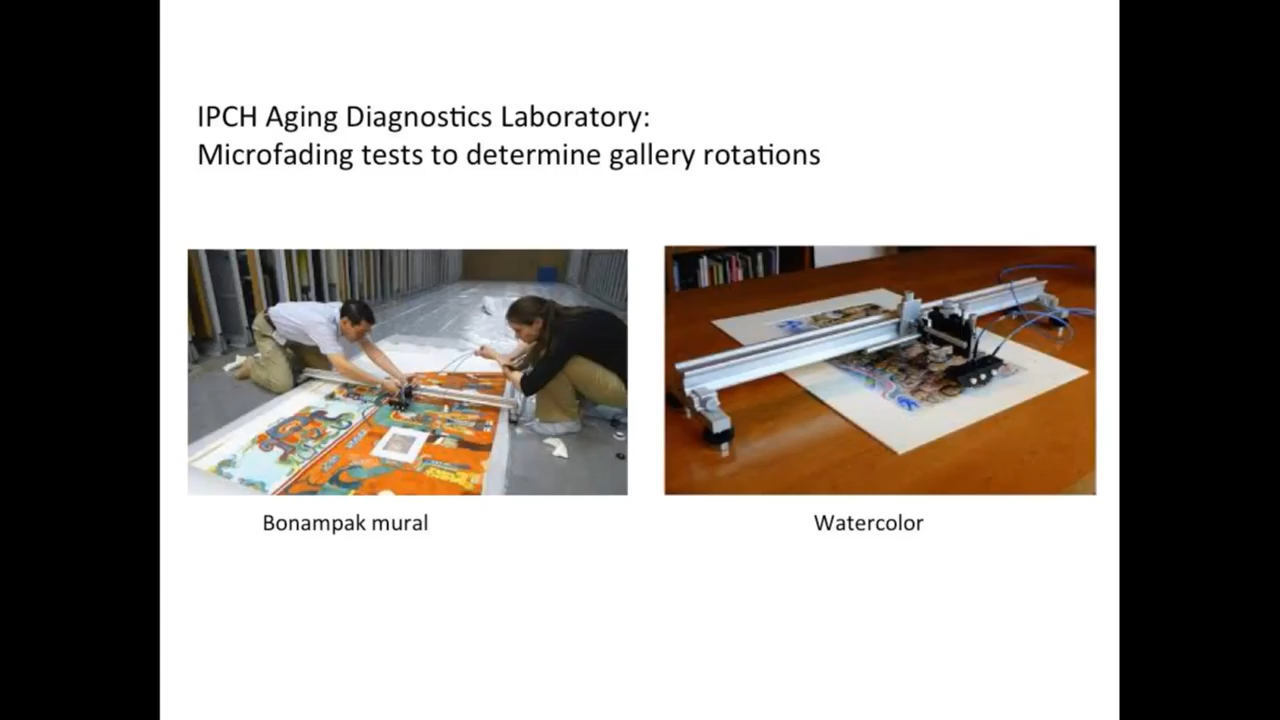 IPCH Aging Diagnostics Laboratory:
Microfading tests to determine gallery rotations
Bonampak mural
Watercolor